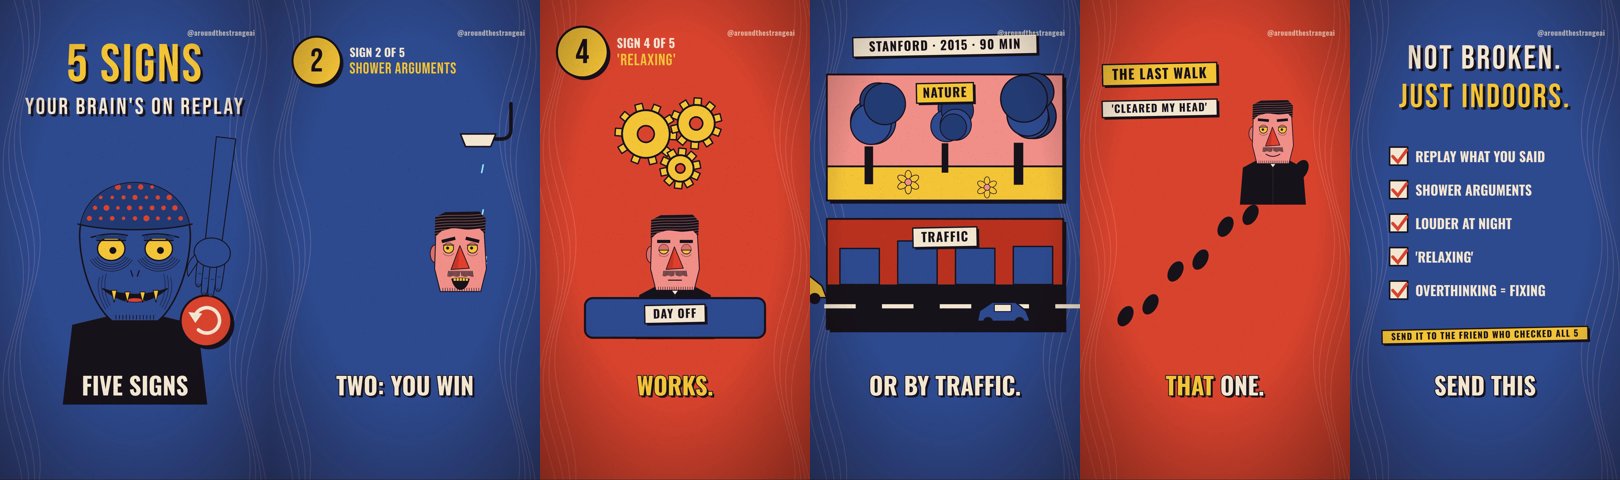 @aroundthestrangeai
5 SIGNS
YOUR BRAIN'S ON REPLAY
FIVE SIGNS
@aroundthestrangeai
2
SIGN 2 OF 5
SHOWER ARGUMENTS
TWO: YOU WIN
@aroundthestrangeai
4
SIGN 4 OF 5
'RELAXING'
DAY OFF
WORKS.
@aroundthestrangeai
STANFORD · 2015 · 90 MIN
NATURE
TRAFFIC
OR BY TRAFFIC.
@aroundthestrangeai
THE LAST WALK
'CLEARED MY HEAD'
THAT ONE.
@aroundthestrangeai
NOT BROKEN.
JUST INDOORS.
REPLAY WHAT YOU SAID
SHOWER ARGUMENTS
LOUDER AT NIGHT
'RELAXING'
OVERTHINKING = FIXING
SEND IT TO THE FRIEND WHO CHECKED ALL 5
SEND THIS